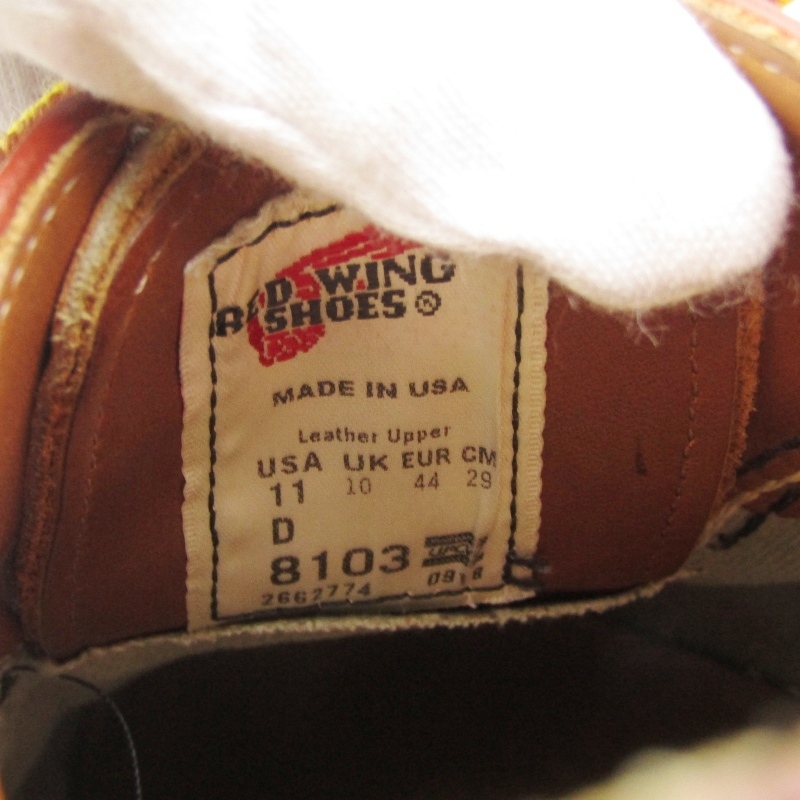 RED WING
SHOES®
MADE IN USA
Leather Upper
USA UK EUR CM
11 10 44 29
D
8103
2662774